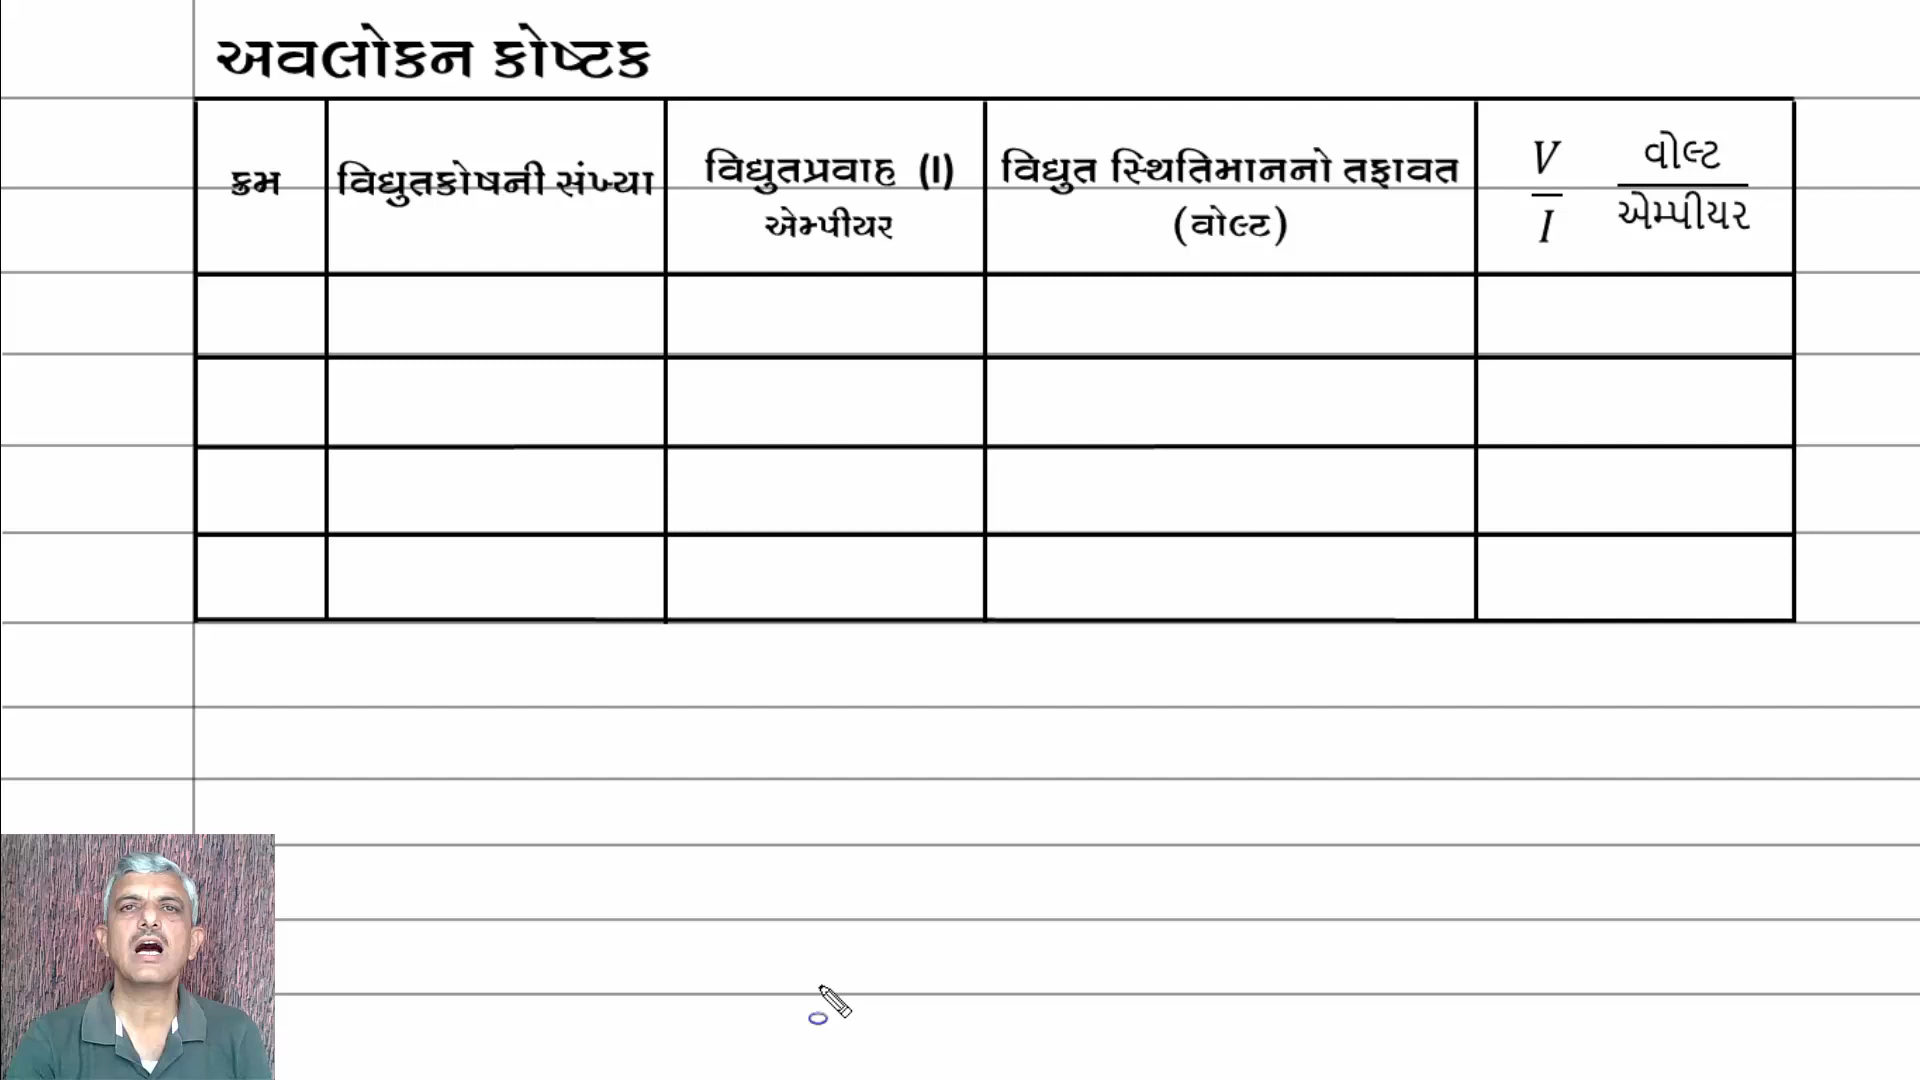 અવલોકન કોષ્ટક
ક્રમ
વિદ્યુતકોષની સંખ્યા
વિદ્યુતપ્રવાહ (I)
એમ્પીયર
વિદ્યુત સ્થિતિમાનનો તફાવત
(વોલ્ટ)
V
I
વોલ્ટ
એમ્પીયર